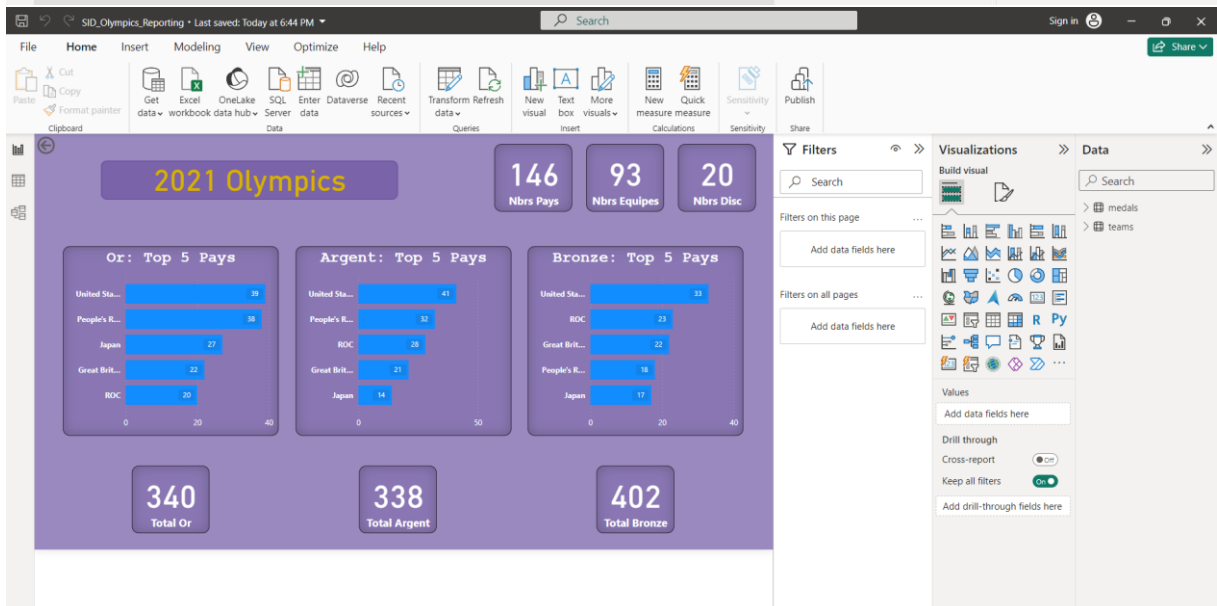 SID_Olympics_Reporting • Last saved: Today at 6:44 PM
Search
Sign in
File Home Insert Modeling View Optimize Help
Share
Paste
Cut
Copy
Format painter
Clipboard
Get data
Excel workbook
OneLake data hub
SQL Server
Enter data
Dataverse
Recent sources
Data
Transform data
Refresh
Queries
New visual
Text box
More visuals
Insert
New measure
Quick measure
Calculations
Sensitivity
Sensitivity
Publish
Share
2021 Olympics
146
Nbrs Pays
93
Nbrs Equipes
20
Nbrs Disc
Or: Top 5 Pays
United Sta... 39
People's R... 38
Japan 27
Great Brit... 22
ROC 20
0 20 40
Argent: Top 5 Pays
United Sta... 41
People's R... 32
ROC 28
Great Brit... 21
Japan 14
0 50
Bronze: Top 5 Pays
United Sta... 33
ROC 23
Great Brit... 22
People's R... 18
Japan 17
0 20 40
340
Total Or
338
Total Argent
402
Total Bronze
Filters
Search
Filters on this page ...
Add data fields here
Filters on all pages ...
Add data fields here
Visualizations
Build visual
123
R Py
...
Values
Add data fields here
Drill through
Cross-report Off
Keep all filters On
Add drill-through fields here
Data
Search
medals
teams